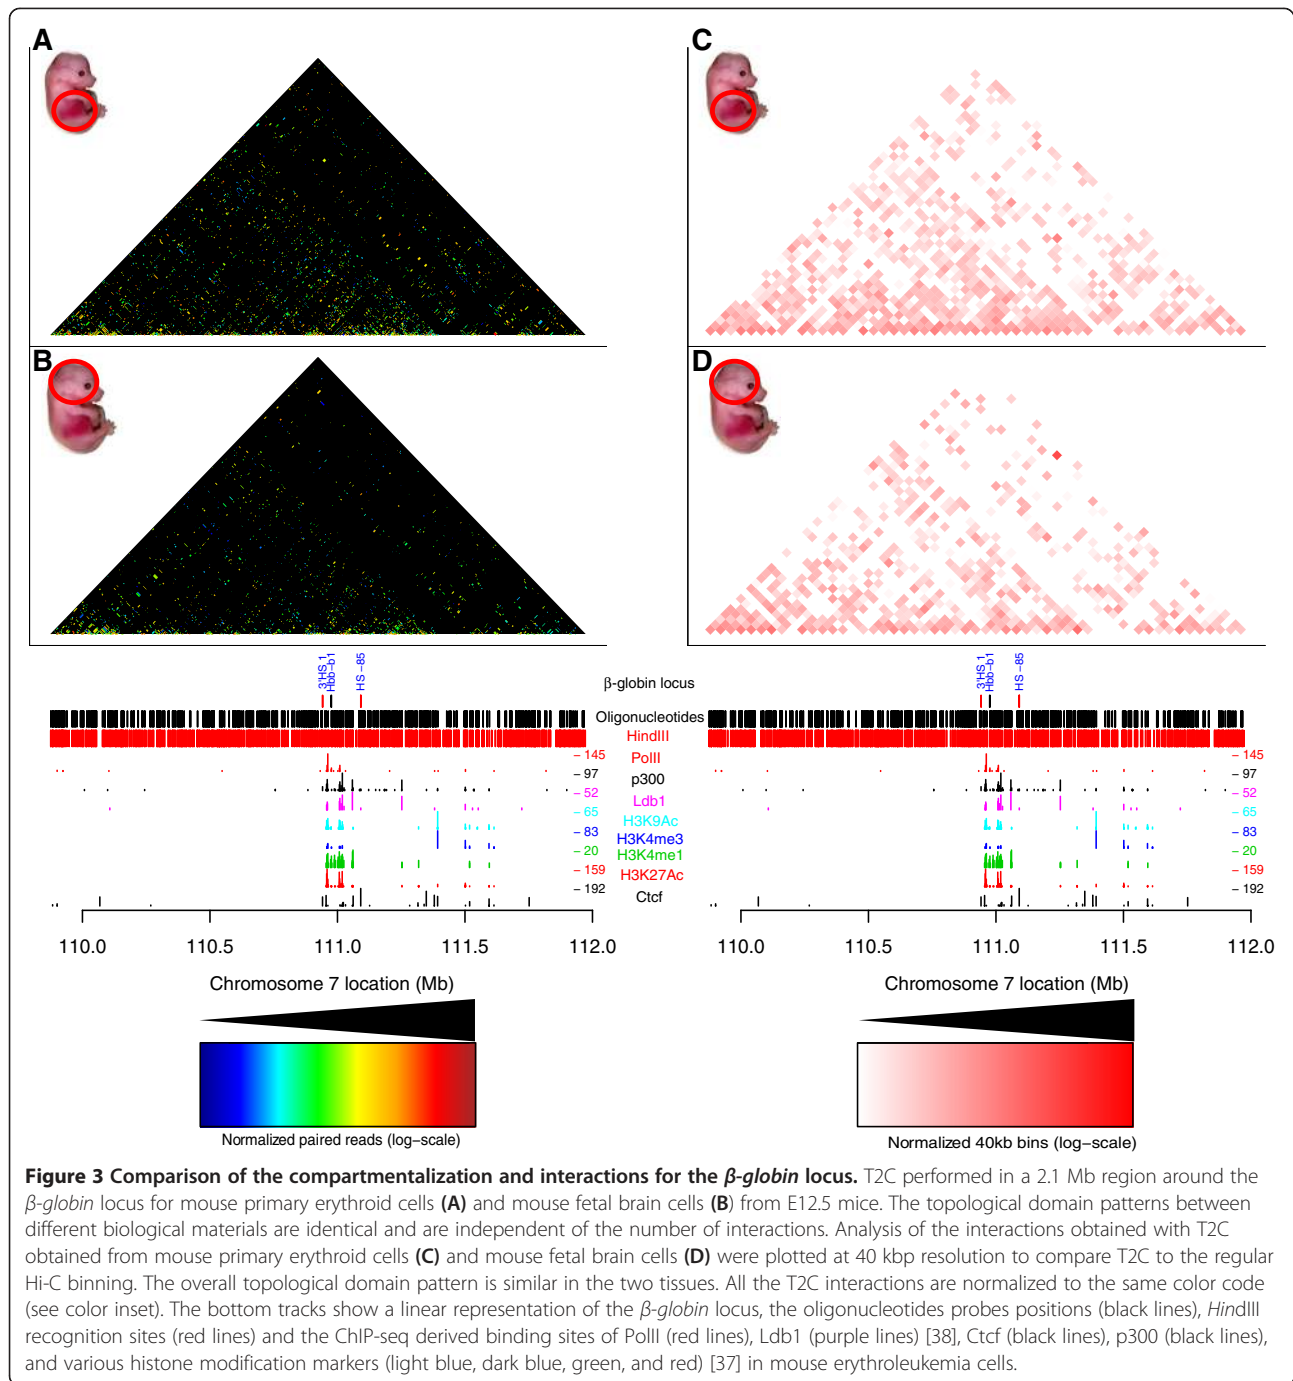 A
C
B
D
3'HS 1
Hbb-b1
HS -85
β-globin locus
3'HS 1
Hbb-b1
HS -85
Oligonucleotides
HindIII
PolII
p300
Ldb1
H3K9Ac
H3K4me3
H3K4me1
H3K27Ac
Ctcf
- 145
- 97
- 52
- 65
- 83
- 20
- 159
- 192
- 145
- 97
- 52
- 65
- 83
- 20
- 159
- 192
110.0 110.5 111.0 111.5 112.0
110.0 110.5 111.0 111.5 112.0
Chromosome 7 location (Mb)
Chromosome 7 location (Mb)
Normalized paired reads (log-scale)
Normalized 40kb bins (log-scale)
Figure 3 Comparison of the compartmentalization and interactions for the β-globin locus. T2C performed in a 2.1 Mb region around the
β-globin locus for mouse primary erythroid cells (A) and mouse fetal brain cells (B) from E12.5 mice. The topological domain patterns between
different biological materials are identical and are independent of the number of interactions. Analysis of the interactions obtained with T2C
obtained from mouse primary erythroid cells (C) and mouse fetal brain cells (D) were plotted at 40 kbp resolution to compare T2C to the regular
Hi-C binning. The overall topological domain pattern is similar in the two tissues. All the T2C interactions are normalized to the same color code
(see color inset). The bottom tracks show a linear representation of the β-globin locus, the oligonucleotides probes positions (black lines), HindIII
recognition sites (red lines) and the ChIP-seq derived binding sites of PolII (red lines), Ldb1 (purple lines) [38], Ctcf (black lines), p300 (black lines),
and various histone modification markers (light blue, dark blue, green, and red) [37] in mouse erythroleukemia cells.